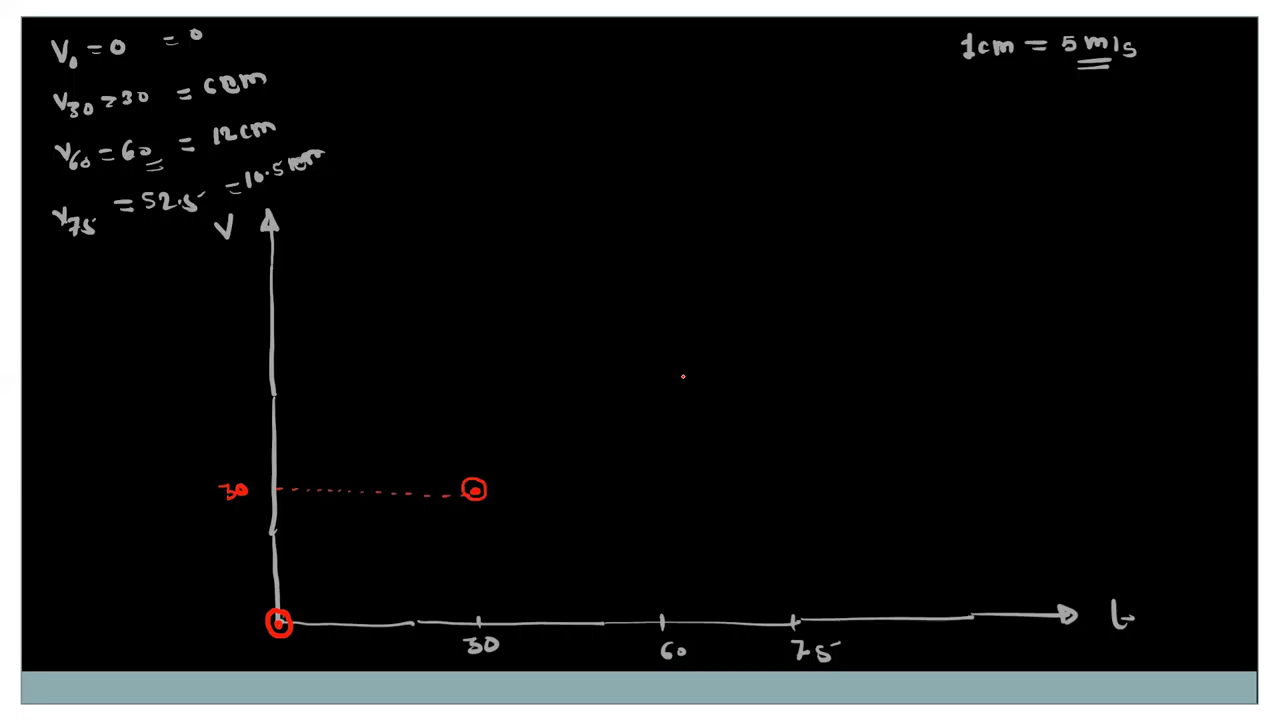 V₀ = 0 = 0
1cm = 5 m/s
V₃₀ = 30 = 6cm
V₆₀ = 60 = 12cm
V₇₅ = 52.5 = 10.5cm
V
30
30 60 75 t